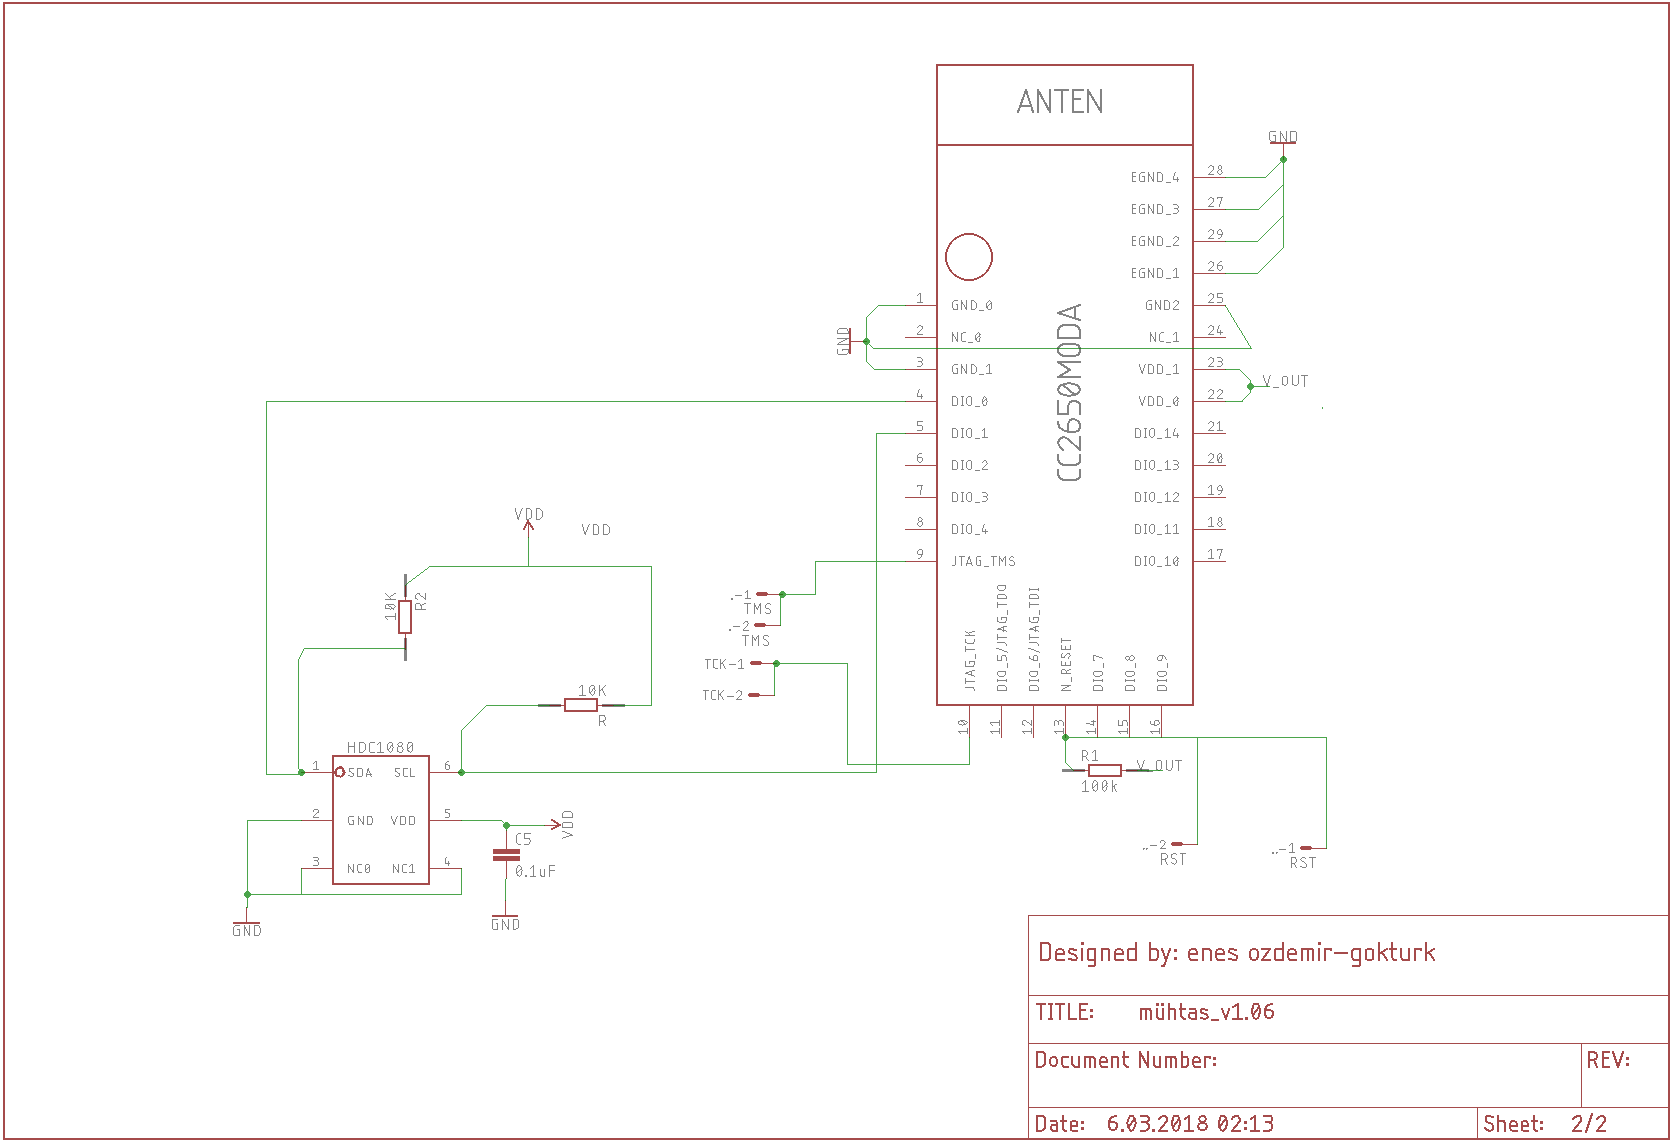 ANTEN
GND
28
EGND_4
27
EGND_3
29
EGND_2
26
EGND_1
1
GND_0
25
GND2
2
NC_0
24
NC_1
GND
3
GND_1
23
VDD_1
V_OUT
4
DIO_0
22
VDD_0
5
DIO_1
21
DIO_14
6
DIO_2
20
DIO_13
7
DIO_3
19
DIO_12
8
DIO_4
18
DIO_11
9
JTAG_TMS
17
DIO_10
CC2650MODA
JTAG_TCK
DIO_5/JTAG_TDO
DIO_6/JTAG_TDI
N_RESET
DIO_7
DIO_8
DIO_9
10
11
12
13
14
15
16
VDD
VDD
10K
R2
.-1
TMS
.-2
TMS
TCK-1
TCK-2
10K
R
HDC1080
1
SDA
SCL
6
2
GND
VDD
5
3
NC0
NC1
4
VDD
C5
0.1uF
GND
GND
R1
V_OUT
100k
..-2
RST
..-1
RST
Designed by: enes ozdemir-gokturk
TITLE: mühtas_v1.06
Document Number:
REV:
Date: 6.03.2018 02:13
Sheet: 2/2